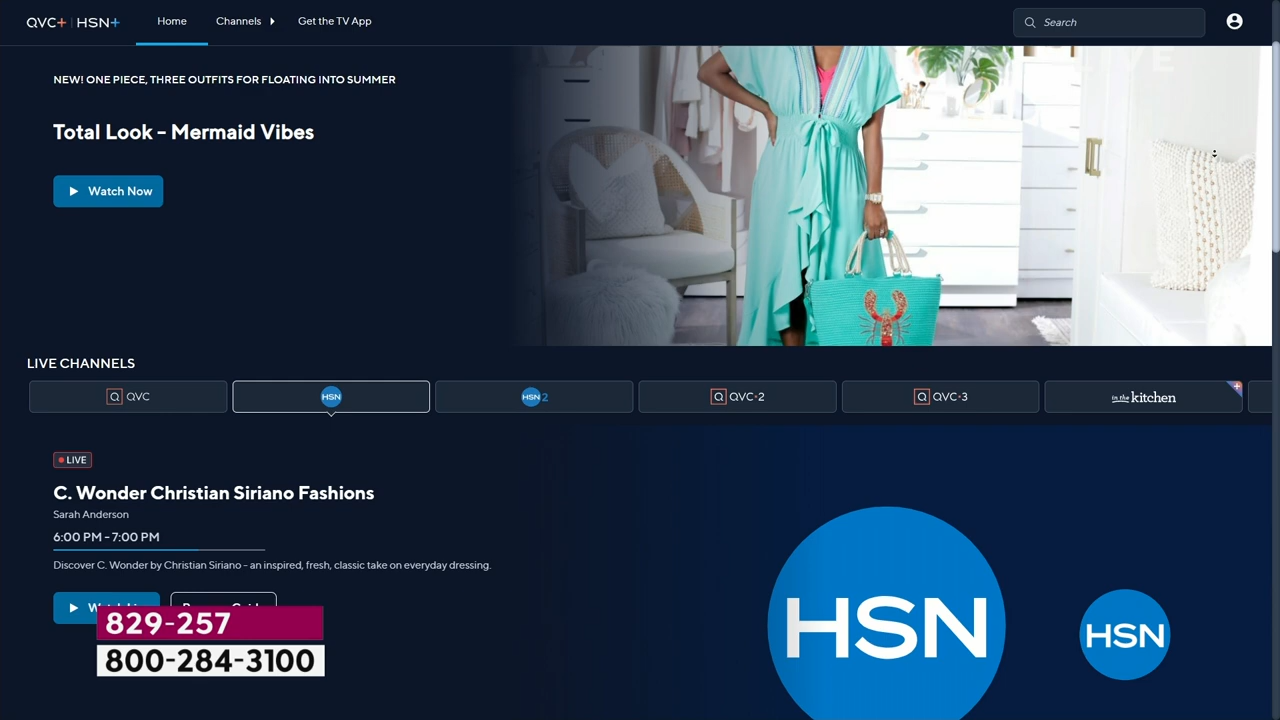 QVC+ | HSN+
Home
Channels
Get the TV App
Search
NEW! ONE PIECE, THREE OUTFITS FOR FLOATING INTO SUMMER
Total Look - Mermaid Vibes
Watch Now
LIVE CHANNELS
Q QVC
HSN
HSN 2
Q QVC·2
Q QVC·3
in the kitchen
LIVE
C. Wonder Christian Siriano Fashions
Sarah Anderson
6:00 PM - 7:00 PM
Discover C. Wonder by Christian Siriano - an inspired, fresh, classic take on everyday dressing.
829-257
800-284-3100
HSN
HSN